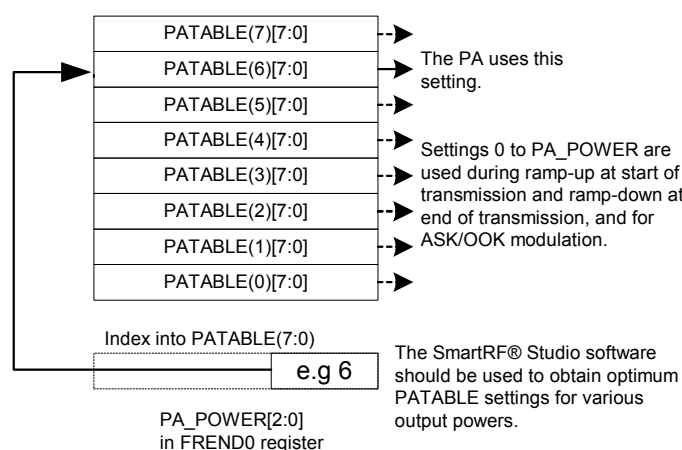 PATABLE(7)[7:0]
PATABLE(6)[7:0]
PATABLE(5)[7:0]
PATABLE(4)[7:0]
PATABLE(3)[7:0]
PATABLE(2)[7:0]
PATABLE(1)[7:0]
PATABLE(0)[7:0]
The PA uses this
setting.
Settings 0 to PA_POWER are
used during ramp-up at start of
transmission and ramp-down at
end of transmission, and for
ASK/OOK modulation.
Index into PATABLE(7:0)
e.g 6
PA_POWER[2:0]
in FREND0 register
The SmartRF® Studio software
should be used to obtain optimum
PATABLE settings for various
output powers.